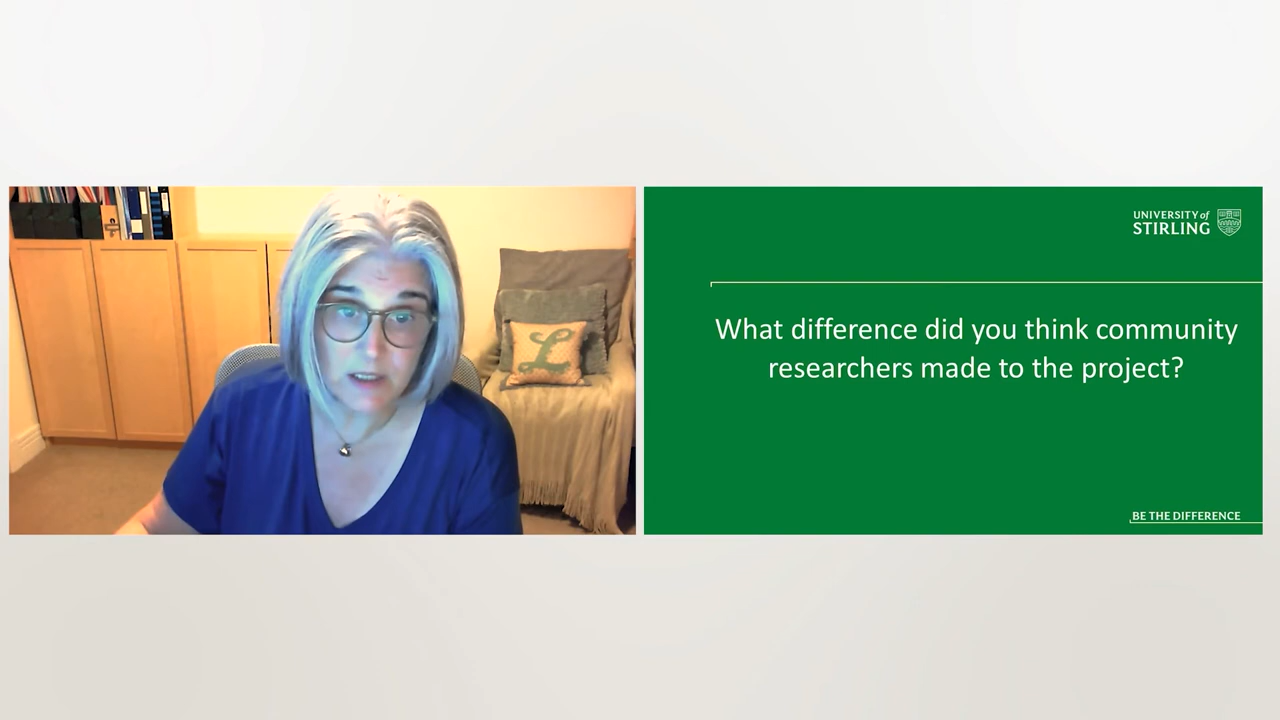 L
UNIVERSITY of
STIRLING
What difference did you think community
researchers made to the project?
BE THE DIFFERENCE